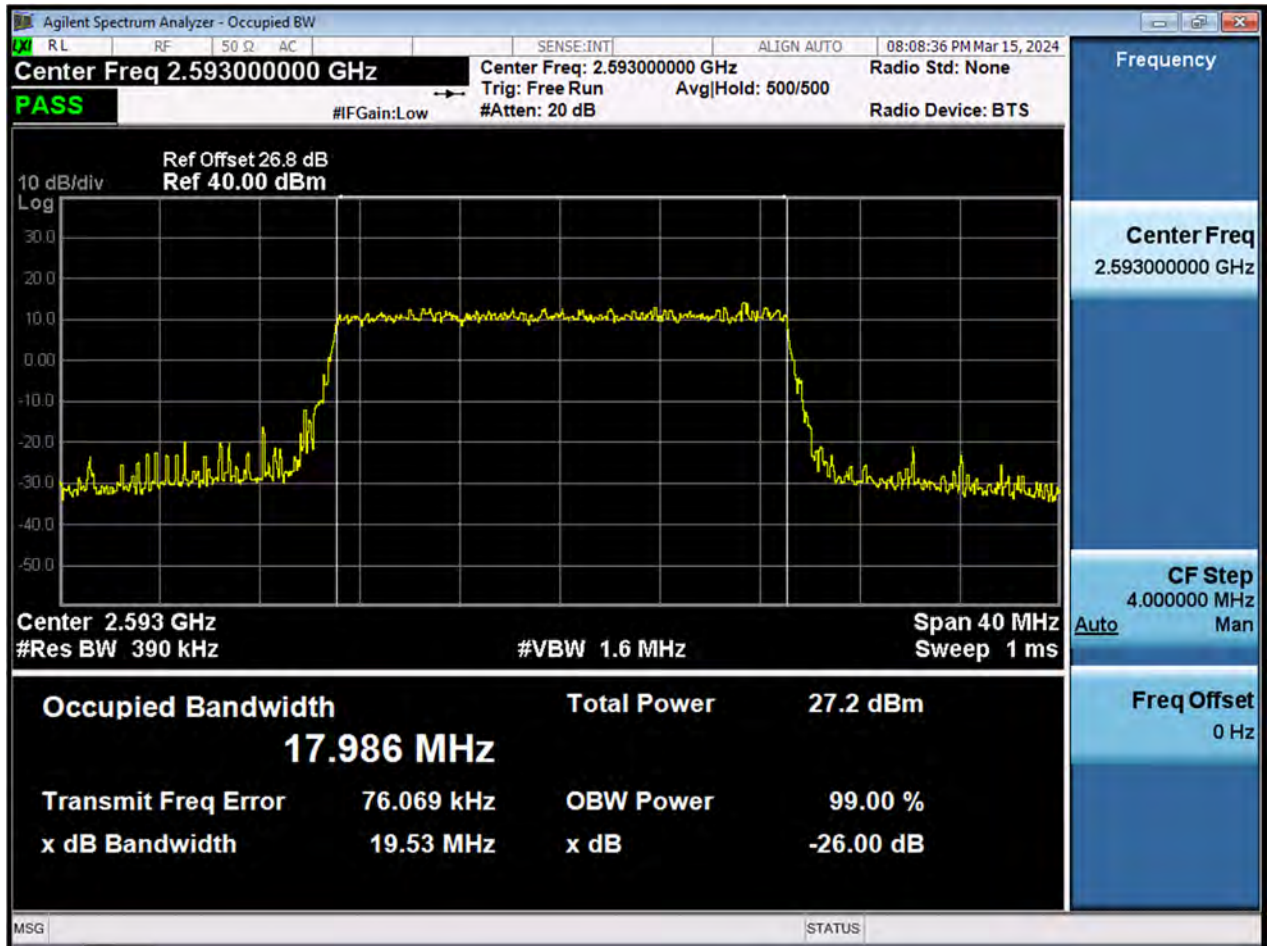 Agilent Spectrum Analyzer - Occupied BW
LXI RL RF 50 Ω AC SENSE:INT ALIGN AUTO 08:08:36 PM Mar 15, 2024
Center Freq 2.593000000 GHz
Center Freq: 2.593000000 GHz Radio Std: None
Trig: Free Run Avg|Hold: 500/500
PASS
#IFGain:Low #Atten: 20 dB Radio Device: BTS
Ref Offset 26.8 dB
10 dB/div Ref 40.00 dBm
Log
30.0
20.0
10.0
0.00
-10.0
-20.0
-30.0
-40.0
-50.0
Center 2.593 GHz Span 40 MHz
#Res BW 390 kHz #VBW 1.6 MHz Sweep 1 ms
Occupied Bandwidth Total Power 27.2 dBm
17.986 MHz
Transmit Freq Error 76.069 kHz OBW Power 99.00 %
x dB Bandwidth 19.53 MHz x dB -26.00 dB
MSG STATUS
Frequency
Center Freq
2.593000000 GHz
CF Step
4.000000 MHz
Auto Man
Freq Offset
0 Hz